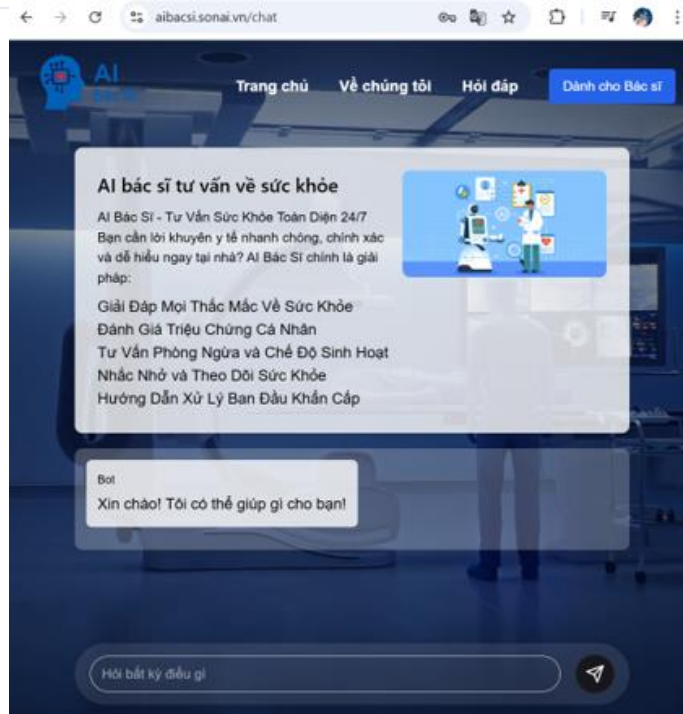 aibacsi.sonai.vn/chat
AI
Bác Sĩ
Trang chủ
Về chúng tôi
Hỏi đáp
Dành cho Bác sĩ
AI bác sĩ tư vấn về sức khỏe
AI Bác Sĩ - Tư Vấn Sức Khỏe Toàn Diện 24/7
Bạn cần lời khuyên y tế nhanh chóng, chính xác
và dễ hiểu ngay tại nhà? AI Bác Sĩ chính là giải
pháp:
Giải Đáp Mọi Thắc Mắc Về Sức Khỏe
Đánh Giá Triệu Chứng Cá Nhân
Tư Vấn Phòng Ngừa và Chế Độ Sinh Hoạt
Nhắc Nhở và Theo Dõi Sức Khỏe
Hướng Dẫn Xử Lý Ban Đầu Khẩn Cấp
Bot
Xin chào! Tôi có thể giúp gì cho bạn!
Hỏi bất kỳ điều gì